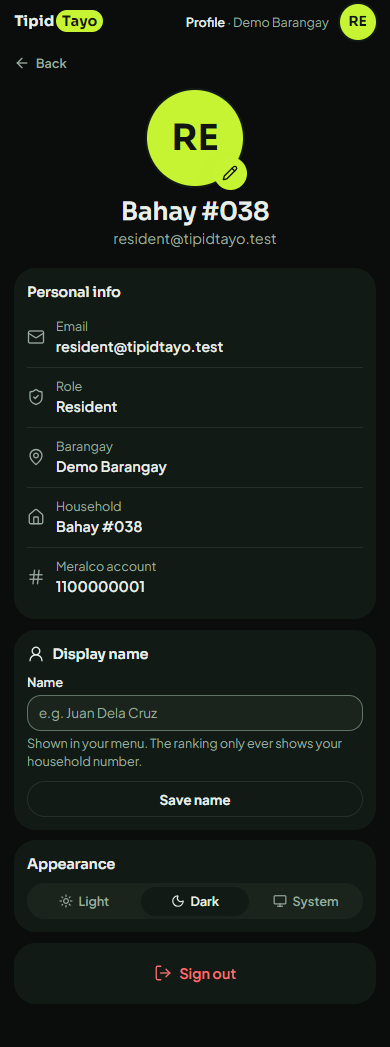 Tipid Tayo
Profile · Demo Barangay
RE
Back
RE
Bahay #038
resident@tipidtayo.test
Personal info
Email
resident@tipidtayo.test
Role
Resident
Barangay
Demo Barangay
Household
Bahay #038
Meralco account
1100000001
Display name
Name
e.g. Juan Dela Cruz
Shown in your menu. The ranking only ever shows your
household number.
Save name
Appearance
Light
Dark
System
Sign out